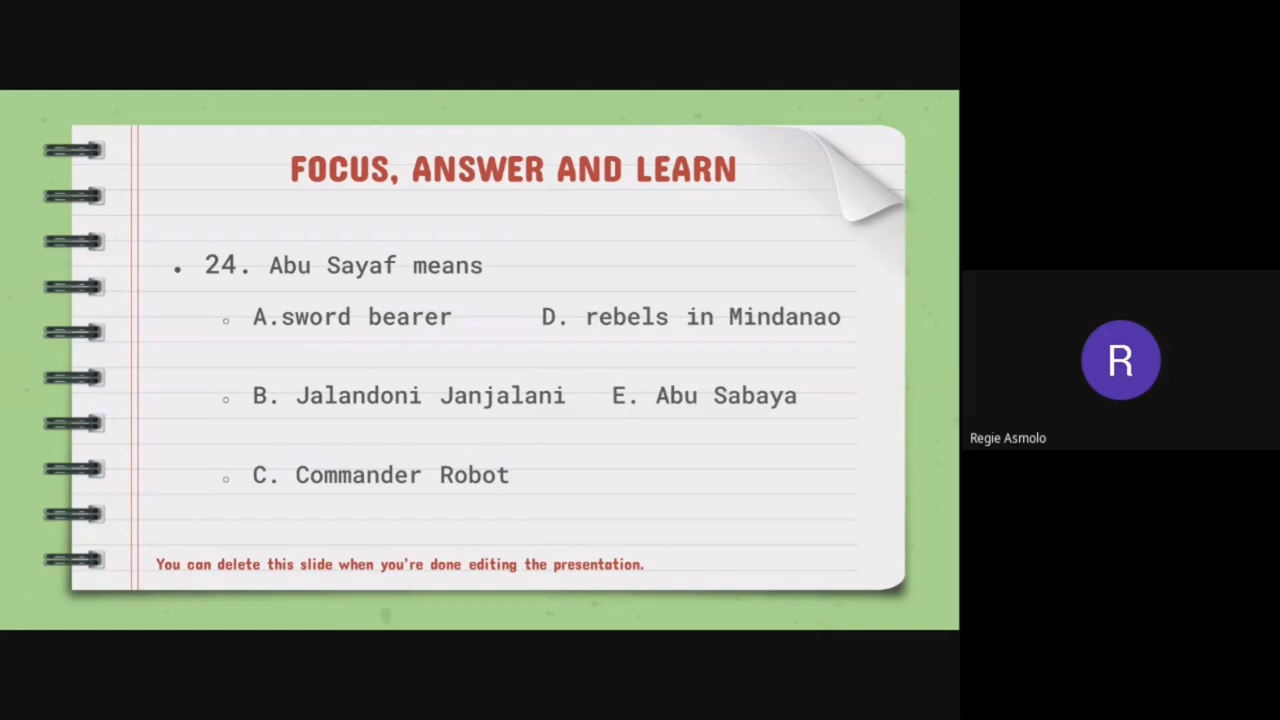 FOCUS, ANSWER AND LEARN
24. Abu Sayaf means
A.sword bearer D. rebels in Mindanao
B. Jalandoni Janjalani E. Abu Sabaya
C. Commander Robot
You can delete this slide when you're done editing the presentation.
R
Regie Asmolo